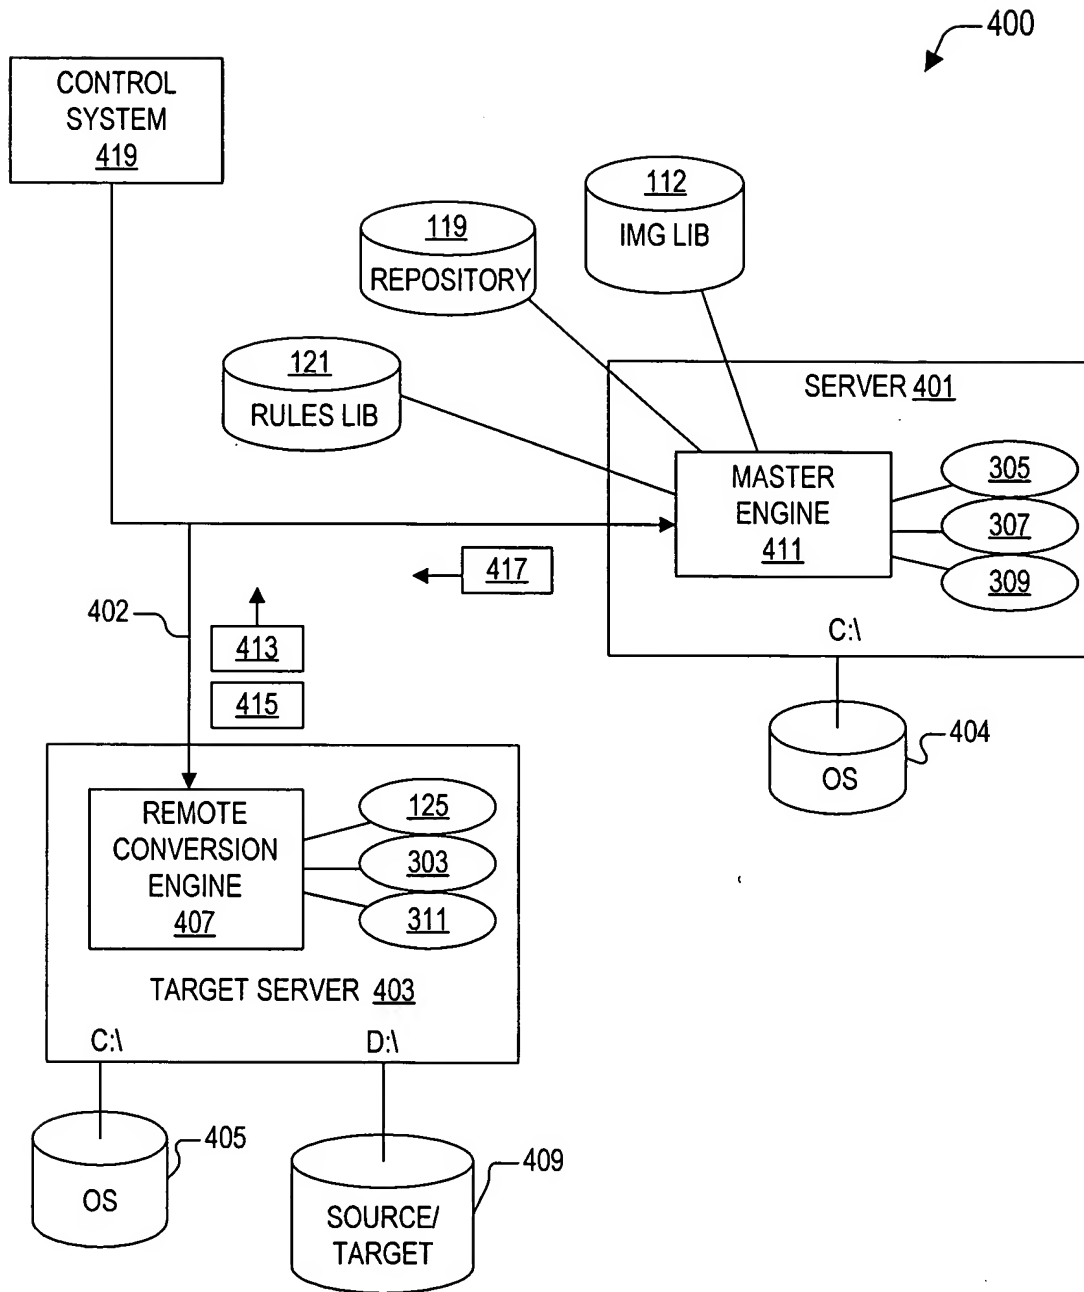 400
CONTROL
SYSTEM
419
112
IMG LIB
119
REPOSITORY
121
RULES LIB
SERVER 401
MASTER
ENGINE
411
305
307
309
417
402
413
415
C:\
404
OS
REMOTE
CONVERSION
ENGINE
407
125
303
311
TARGET SERVER 403
C:\
D:\
405
OS
409
SOURCE/
TARGET